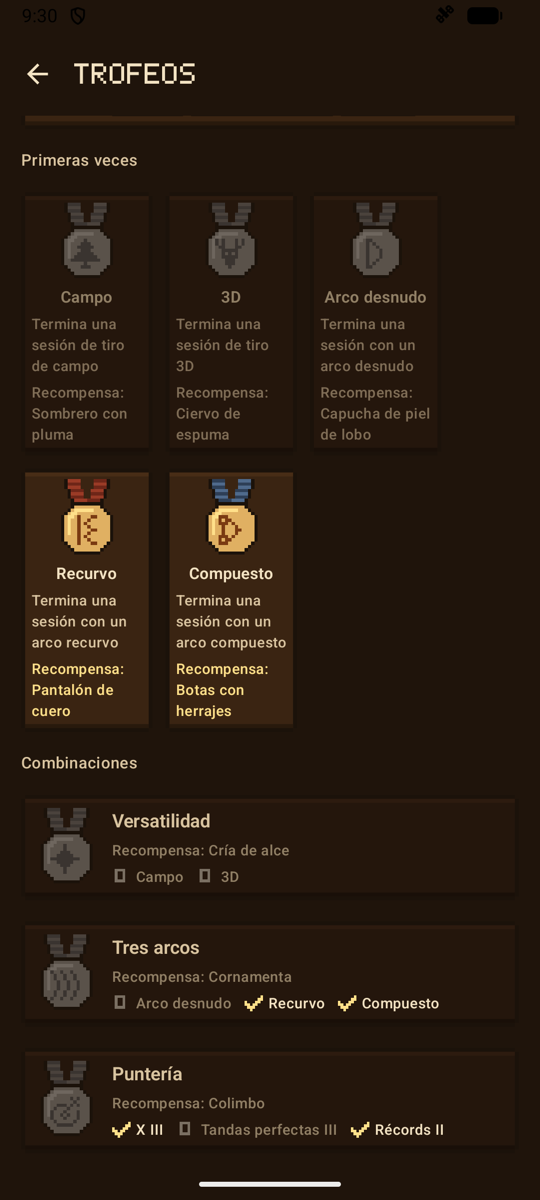 9:30
TROFEOS
Primeras veces
Campo
Termina una
sesión de tiro
de campo
Recompensa:
Sombrero con
pluma
3D
Termina una
sesión de tiro
3D
Recompensa:
Ciervo de
espuma
Arco desnudo
Termina una
sesión con un
arco desnudo
Recompensa:
Capucha de piel
de lobo
Recurvo
Termina una
sesión con un
arco recurvo
Recompensa:
Pantalón de
cuero
Compuesto
Termina una
sesión con un
arco compuesto
Recompensa:
Botas con
herrajes
Combinaciones
Versatilidad
Recompensa: Cría de alce
Campo 3D
Tres arcos
Recompensa: Cornamenta
Arco desnudo Recurvo Compuesto
Puntería
Recompensa: Colimbo
X III Tandas perfectas III Récords II